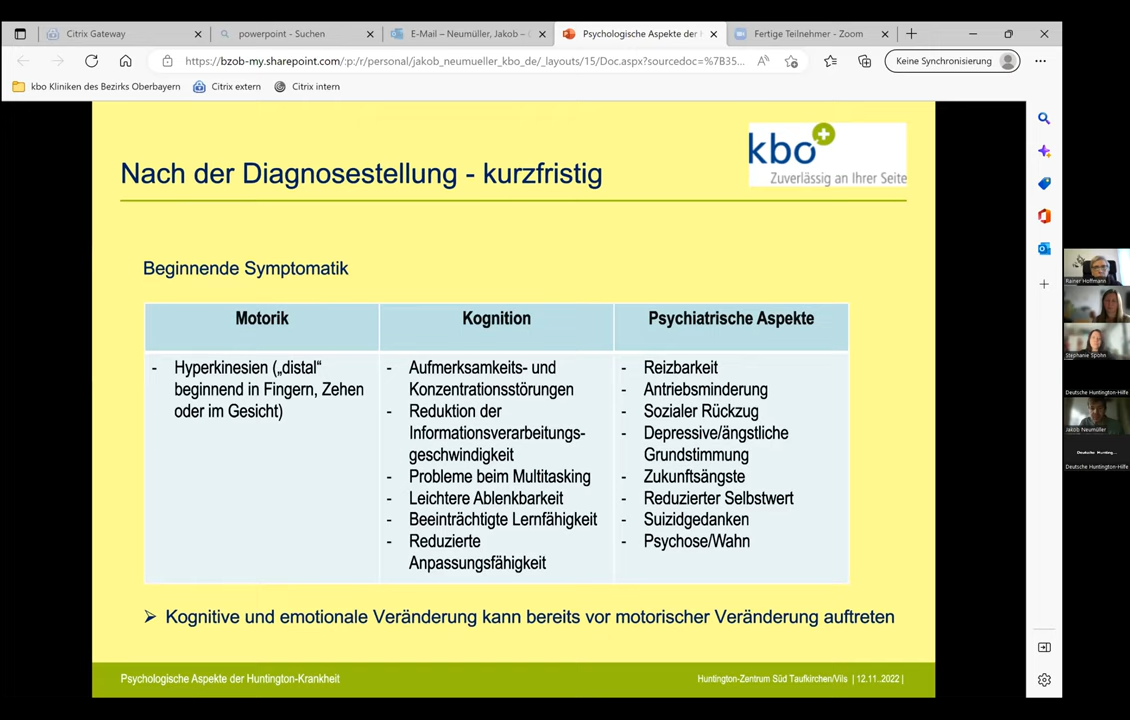 Citrix Gateway
powerpoint - Suchen
E-Mail – Neumüller, Jakob –
Psychologische Aspekte der
Fertige Teilnehmer - Zoom
https://bzob-my.sharepoint.com/:p:/r/personal/jakob_neumueller_kbo_de/_layouts/15/Doc.aspx?sourcedoc=%7B35...
Keine Synchronisierung
kbo Kliniken des Bezirks Oberbayern
Citrix extern
Citrix intern
kbo
Zuverlässig an Ihrer Seite
Nach der Diagnosestellung - kurzfristig
Beginnende Symptomatik
Motorik
- Hyperkinesien („distal“
beginnend in Fingern, Zehen
oder im Gesicht)
Kognition
- Aufmerksamkeits- und
Konzentrationsstörungen
- Reduktion der
Informationsverarbeitungs-
geschwindigkeit
- Probleme beim Multitasking
- Leichtere Ablenkbarkeit
- Beeinträchtigte Lernfähigkeit
- Reduzierte
Anpassungsfähigkeit
Psychiatrische Aspekte
- Reizbarkeit
- Antriebsminderung
- Sozialer Rückzug
- Depressive/ängstliche
Grundstimmung
- Zukunftsängste
- Reduzierter Selbstwert
- Suizidgedanken
- Psychose/Wahn
➢ Kognitive und emotionale Veränderung kann bereits vor motorischer Veränderung auftreten
Psychologische Aspekte der Huntington-Krankheit
Huntington-Zentrum Süd Taufkirchen/Vils | 12.11..2022 |
Rainer Hoffmann
Stephanie Spohn
Deutsche Huntington-Hilfe
Jakob Neumüller
Deutsche Hunting...
Deutsche Huntington-Hilfe